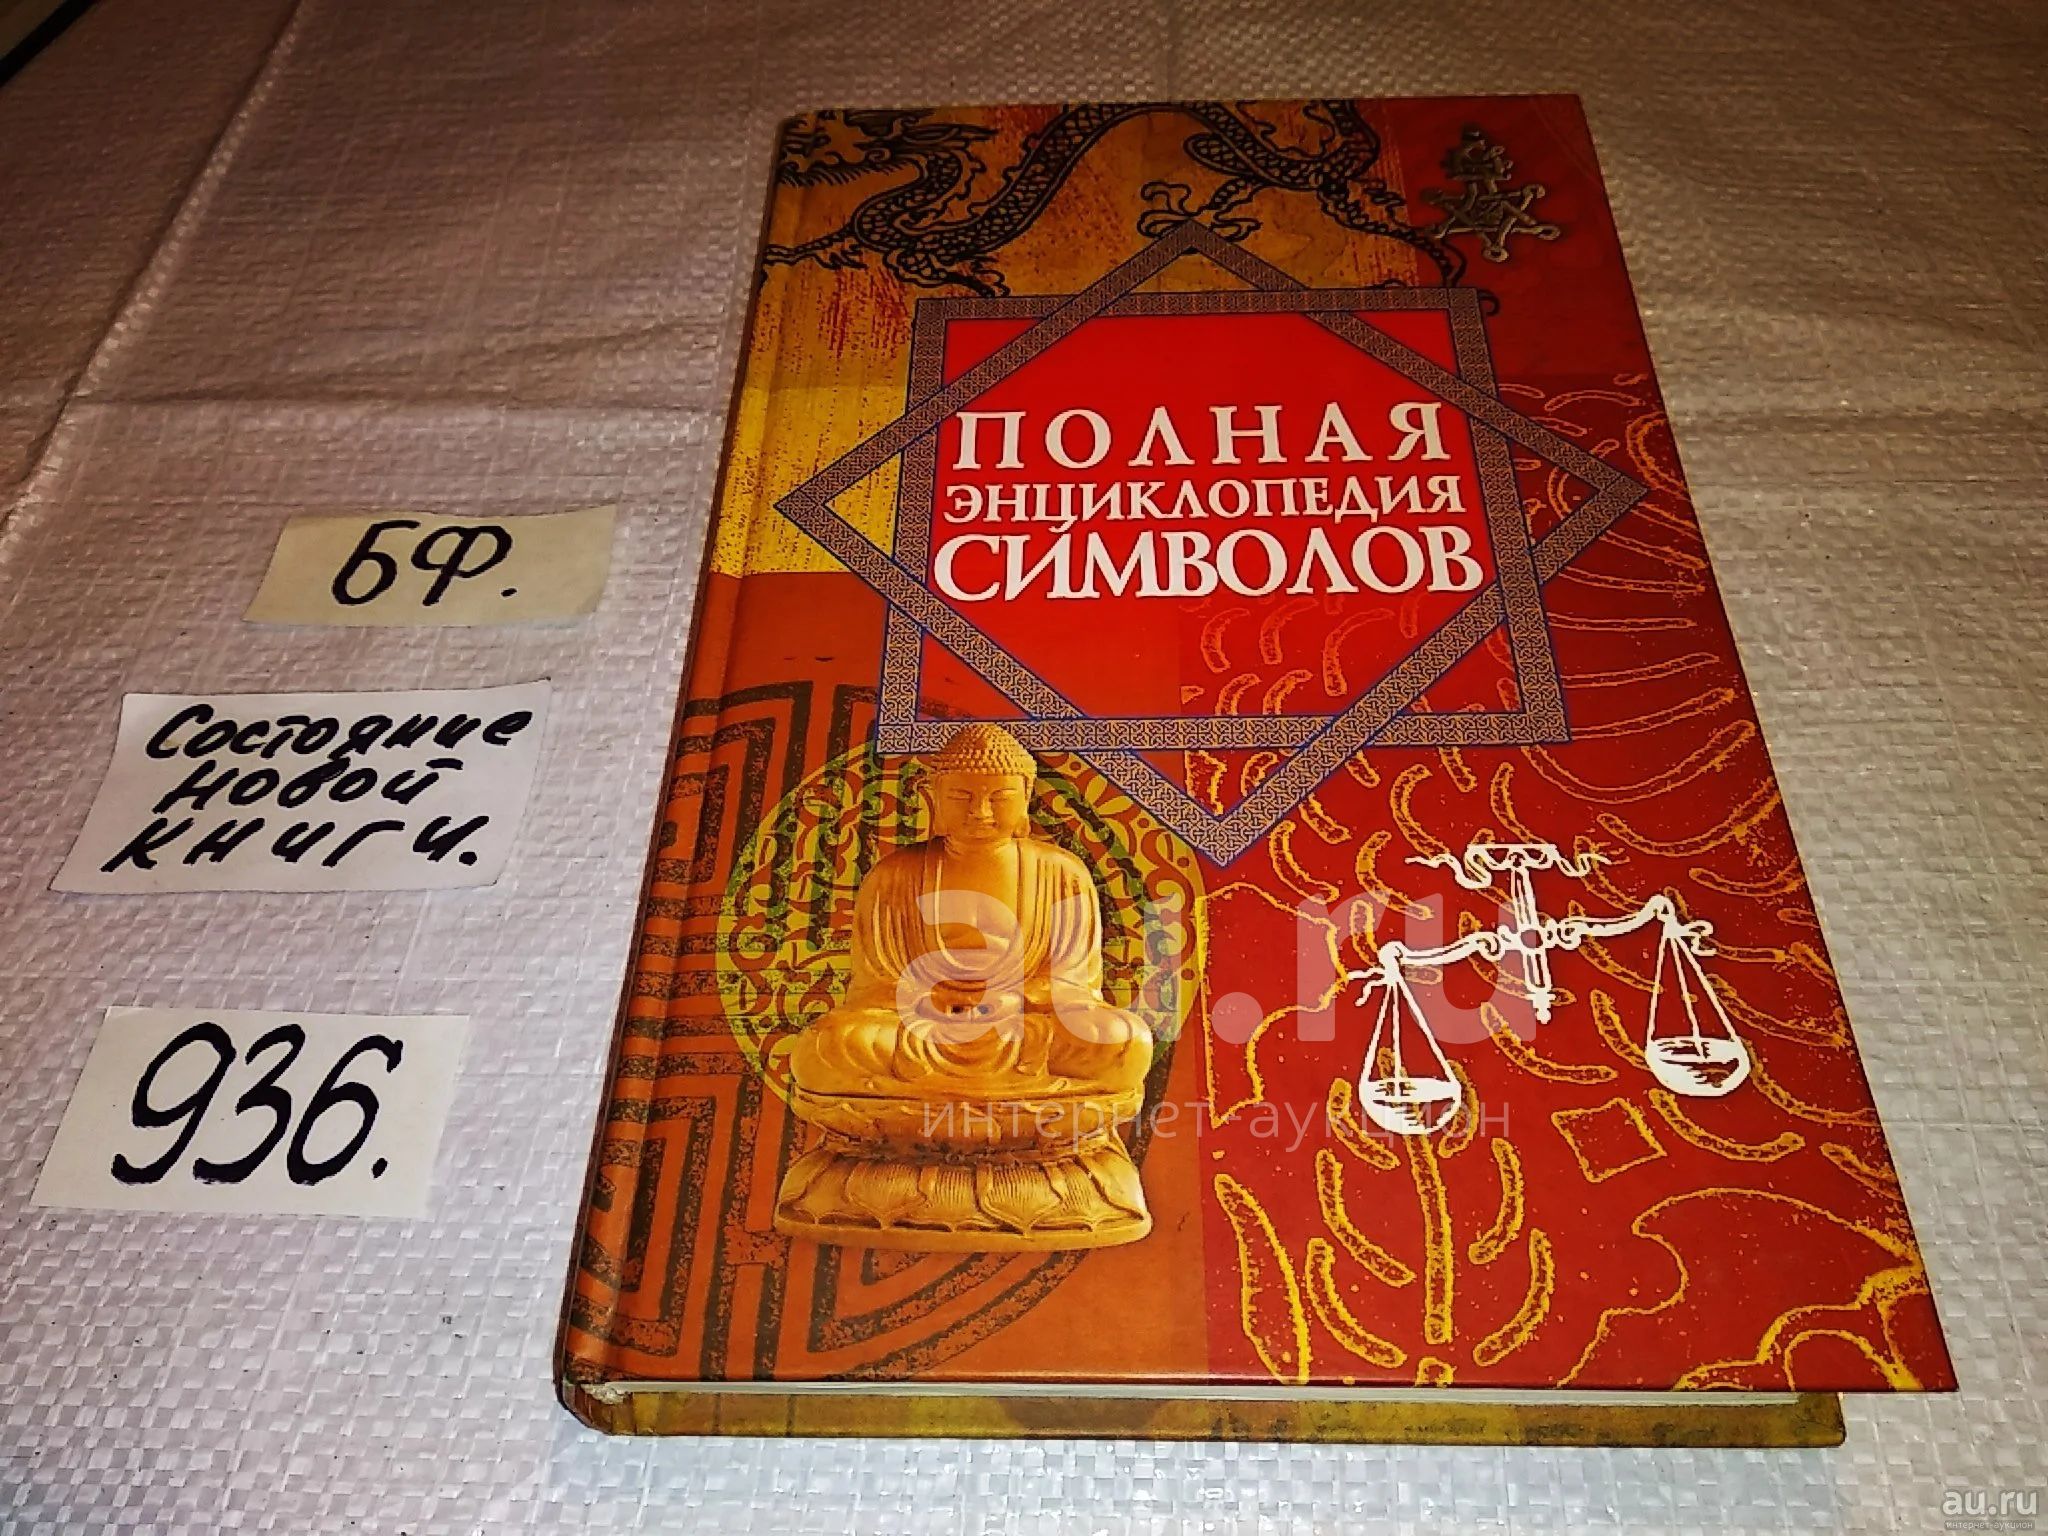 ПОЛНАЯ
ЭНЦИКЛОПЕДИЯ
СИМВОЛОВ
БФ.
Состояние
новой
книги.
936.
au.ru
интернет-аукцион
au.ru
интернет-аукцион